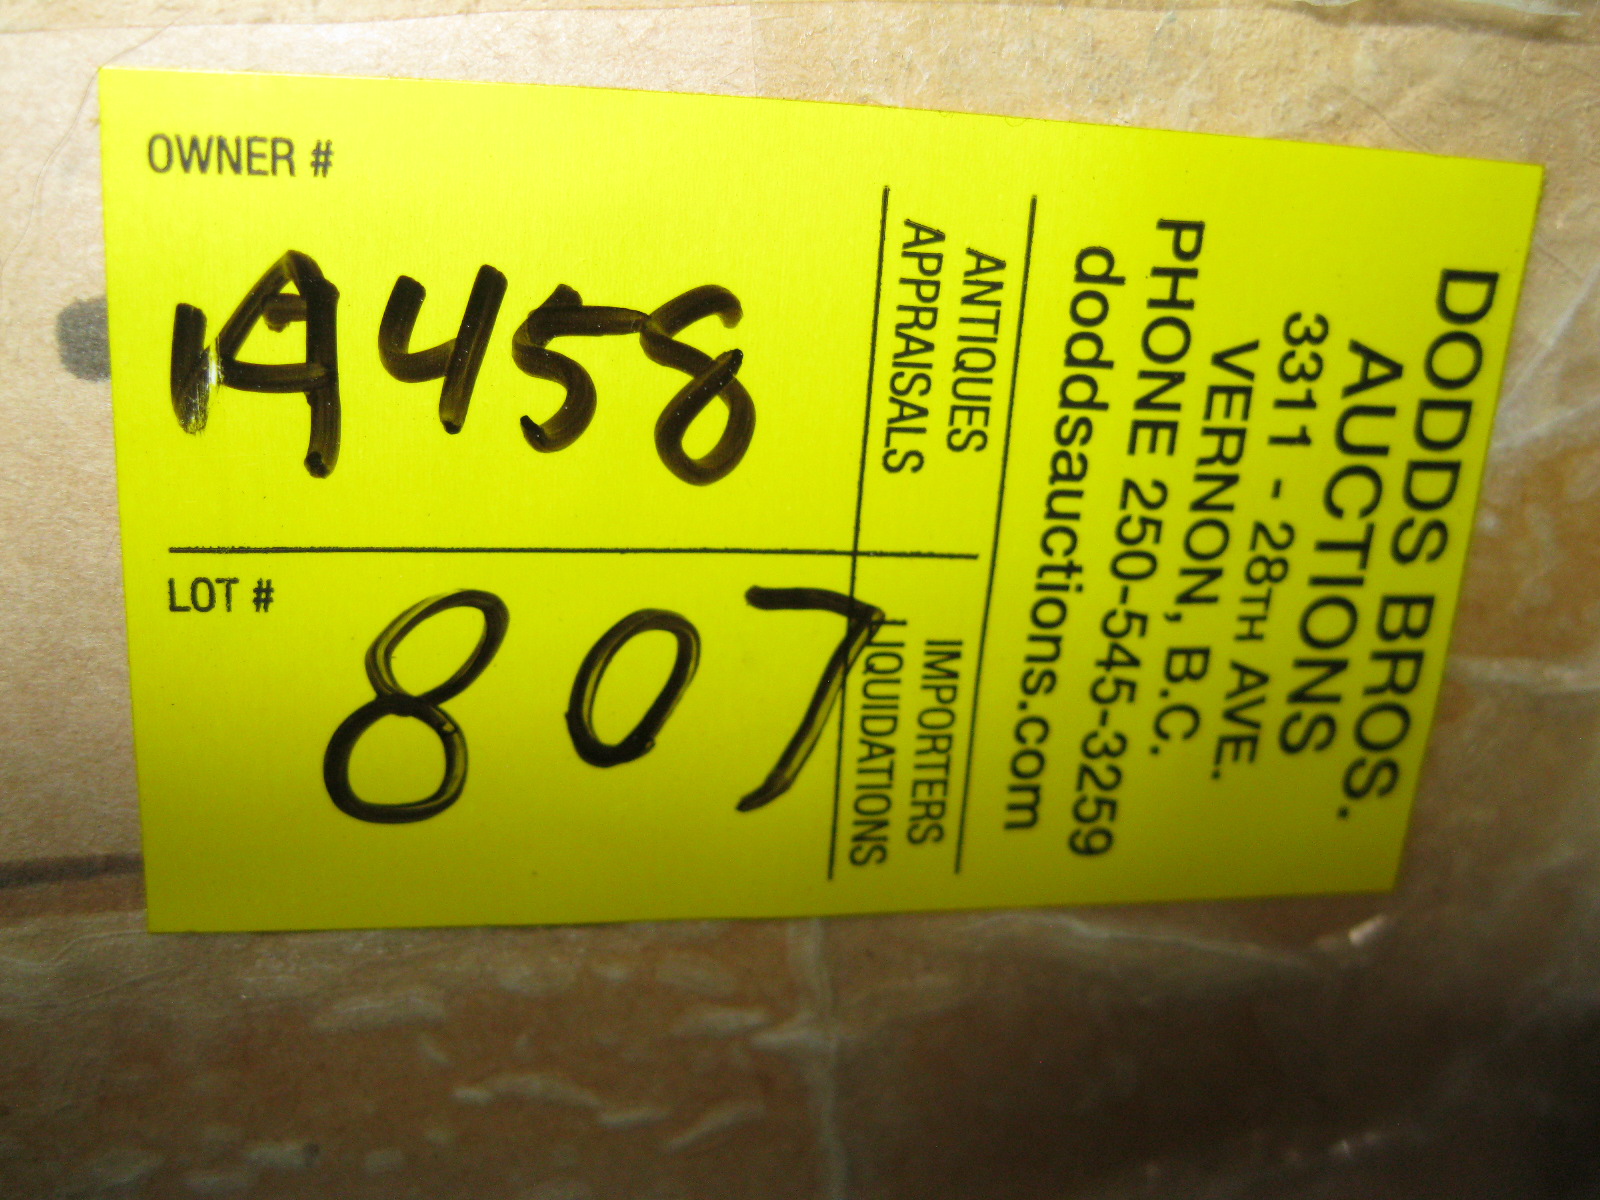 OWNER #
A458
LOT #
807
DODDS BROS.
AUCTIONS
3311 - 28TH AVE.
VERNON, B.C.
PHONE 250-545-3259
doddsauctions.com
ANTIQUES
APPRAISALS
IMPORTERS
LIQUIDATIONS